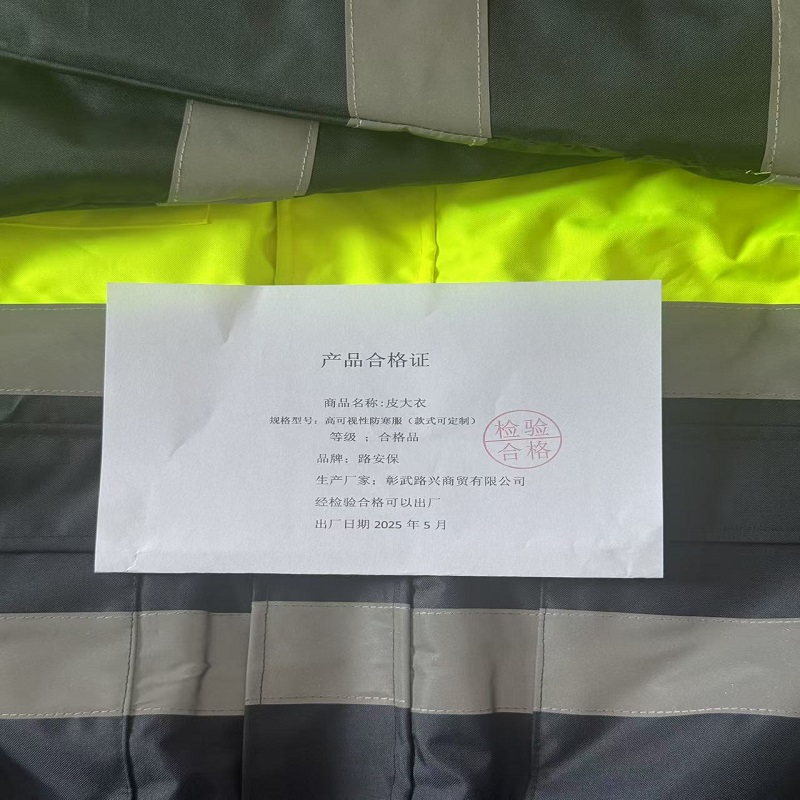 产品合格证
商品名称:皮大衣
规格型号：高可视性防寒服（款式可定制）
等级 ；合格品
检验
合格
品牌：路安保
生产厂家：彰武路兴商贸有限公司
经检验合格可以出厂
出厂日期 2025 年 5 月